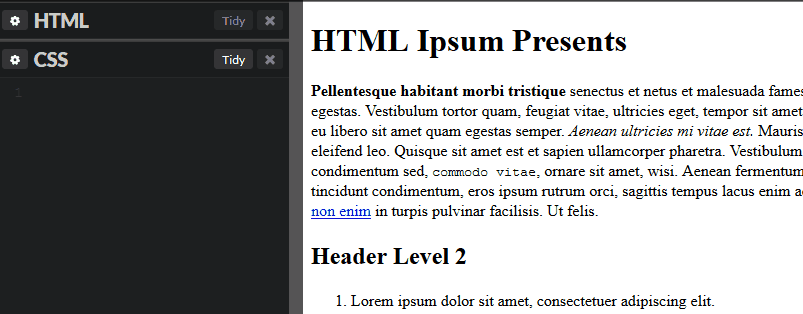 HTML
Tidy
CSS
Tidy
1
HTML Ipsum Presents
Pellentesque habitant morbi tristique senectus et netus et malesuada fames
egestas. Vestibulum tortor quam, feugiat vitae, ultricies eget, tempor sit amet
eu libero sit amet quam egestas semper. Aenean ultricies mi vitae est. Mauris
eleifend leo. Quisque sit amet est et sapien ullamcorper pharetra. Vestibulum
condimentum sed, commodo vitae, ornare sit amet, wisi. Aenean fermentum
tincidunt condimentum, eros ipsum rutrum orci, sagittis tempus lacus enim a
non enim in turpis pulvinar facilisis. Ut felis.
Header Level 2
1. Lorem ipsum dolor sit amet, consectetuer adipiscing elit.